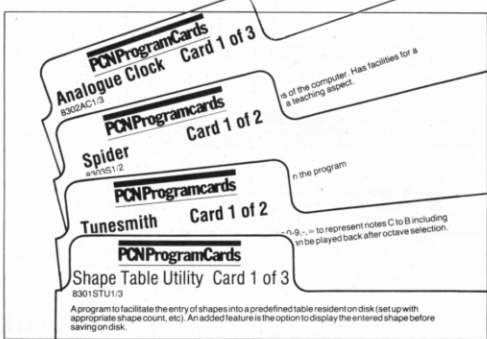 PCNProgramCards
Analogue Clock Card 1 of 3
8302AC1/3
s of the computer. Has facilities for a
a teaching aspect.
PCNProgramcards
Spider Card 1 of 2
8303S1/2
n the program
PCNProgramcards
Tunesmith Card 1 of 2
0-9,-,= to represent notes C to B including
n be played back after octave selection.
PCNProgramCards
Shape Table Utility Card 1 of 3
8301STU1/3
A program to facilitate the entry of shapes into a predefined table resident on disk (set up with
appropriate shape count, etc). An added feature is the option to display the entered shape before
saving on disk.